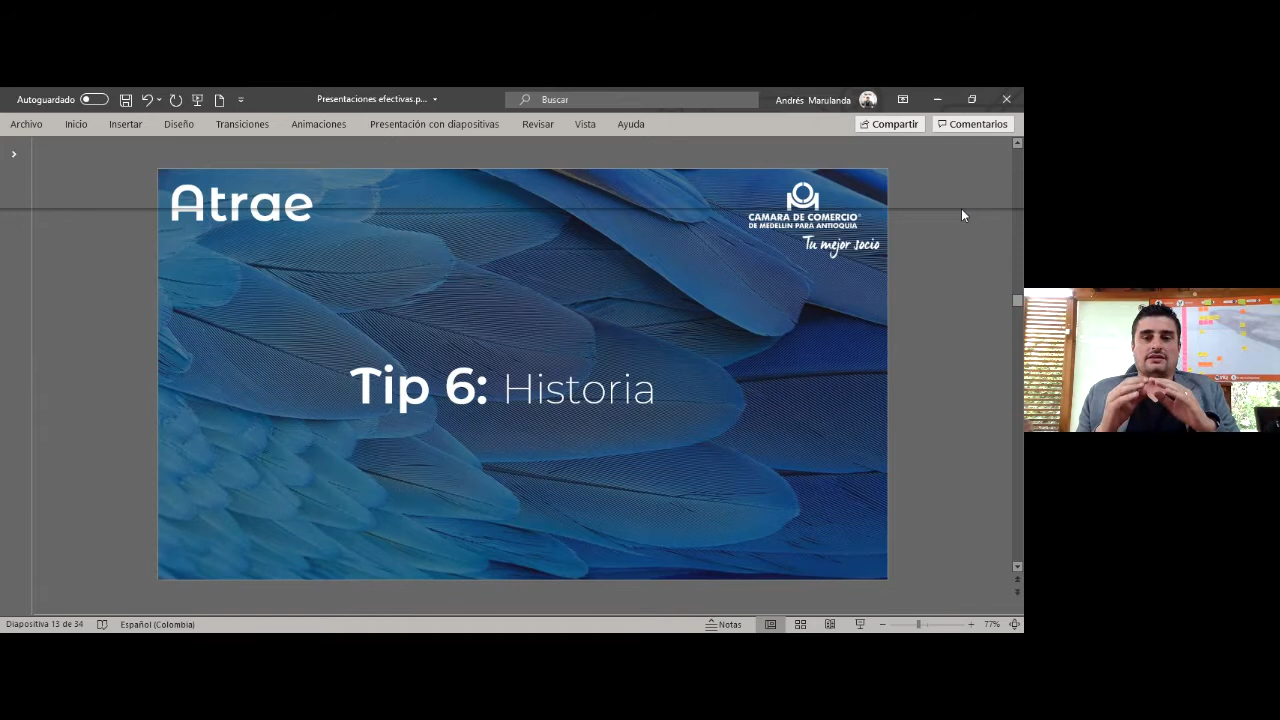 Autoguardado
Presentaciones efectivas.p...
Buscar
Andrés Marulanda
Archivo Inicio Insertar Diseño Transiciones Animaciones Presentación con diapositivas Revisar Vista Ayuda
Compartir Comentarios
Atrae
CAMARA DE COMERCIO
DE MEDELLIN PARA ANTIOQUIA
Tu mejor socio
Tip 6: Historia
Diapositiva 13 de 34 Español (Colombia) Notas 77%